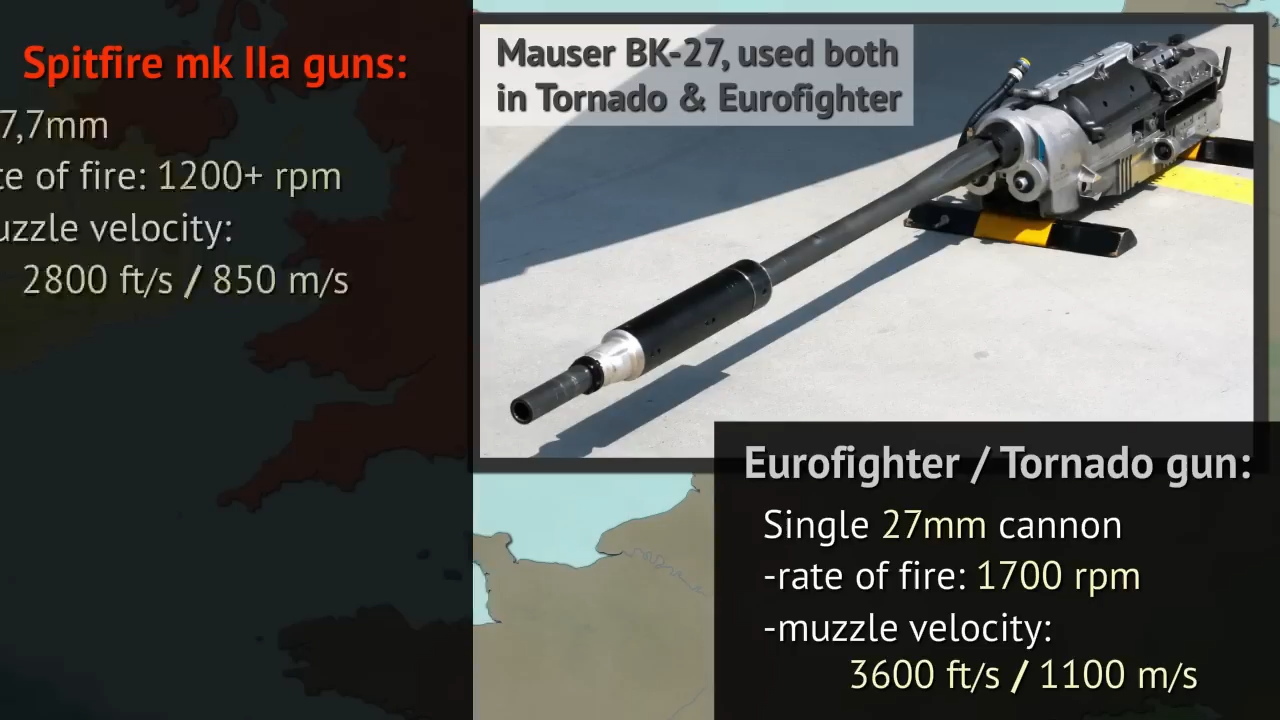 Spitfire mk IIa guns:
7,7mm
of fire: 1200+ rpm
velocity:
2800 ft/s / 850 m/s
Mauser BK-27, used both
in Tornado & Eurofighter
Eurofighter / Tornado gun:
Single 27mm cannon
-rate of fire: 1700 rpm
-muzzle velocity:
3600 ft/s / 1100 m/s